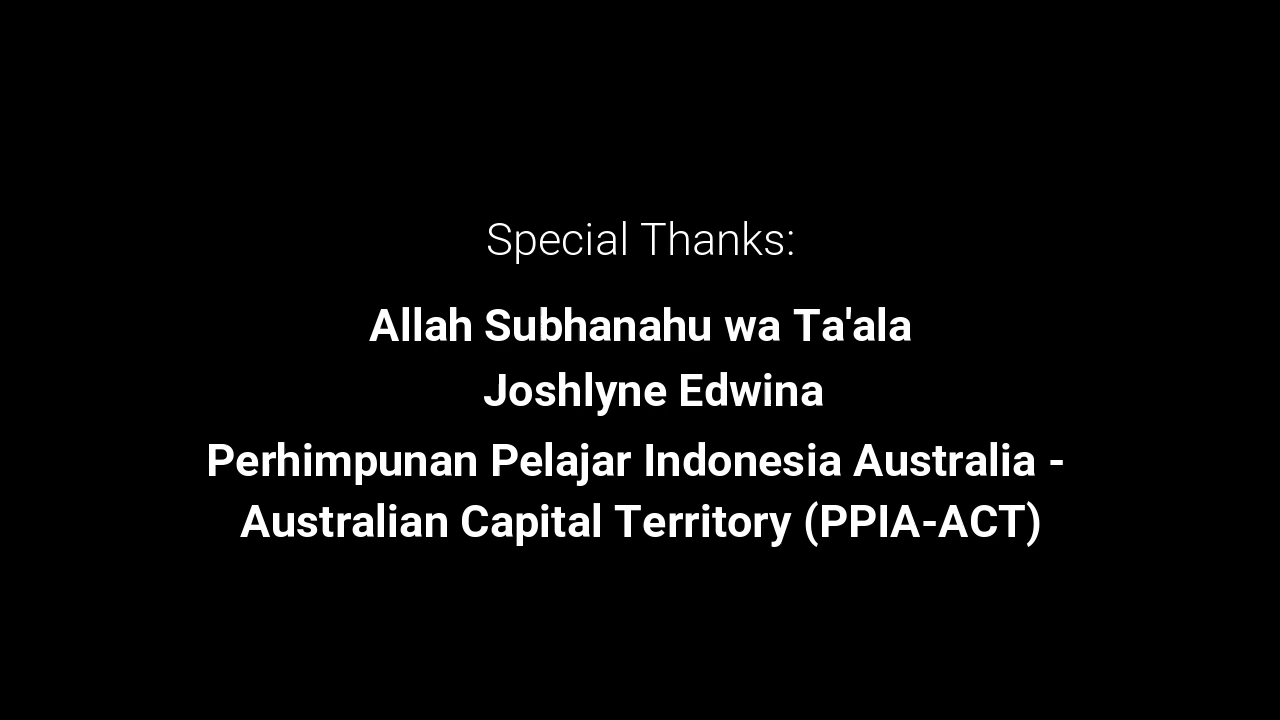 Special Thanks:
Allah Subhanahu wa Ta'ala
Joshlyne Edwina
Perhimpunan Pelajar Indonesia Australia -
Australian Capital Territory (PPIA-ACT)